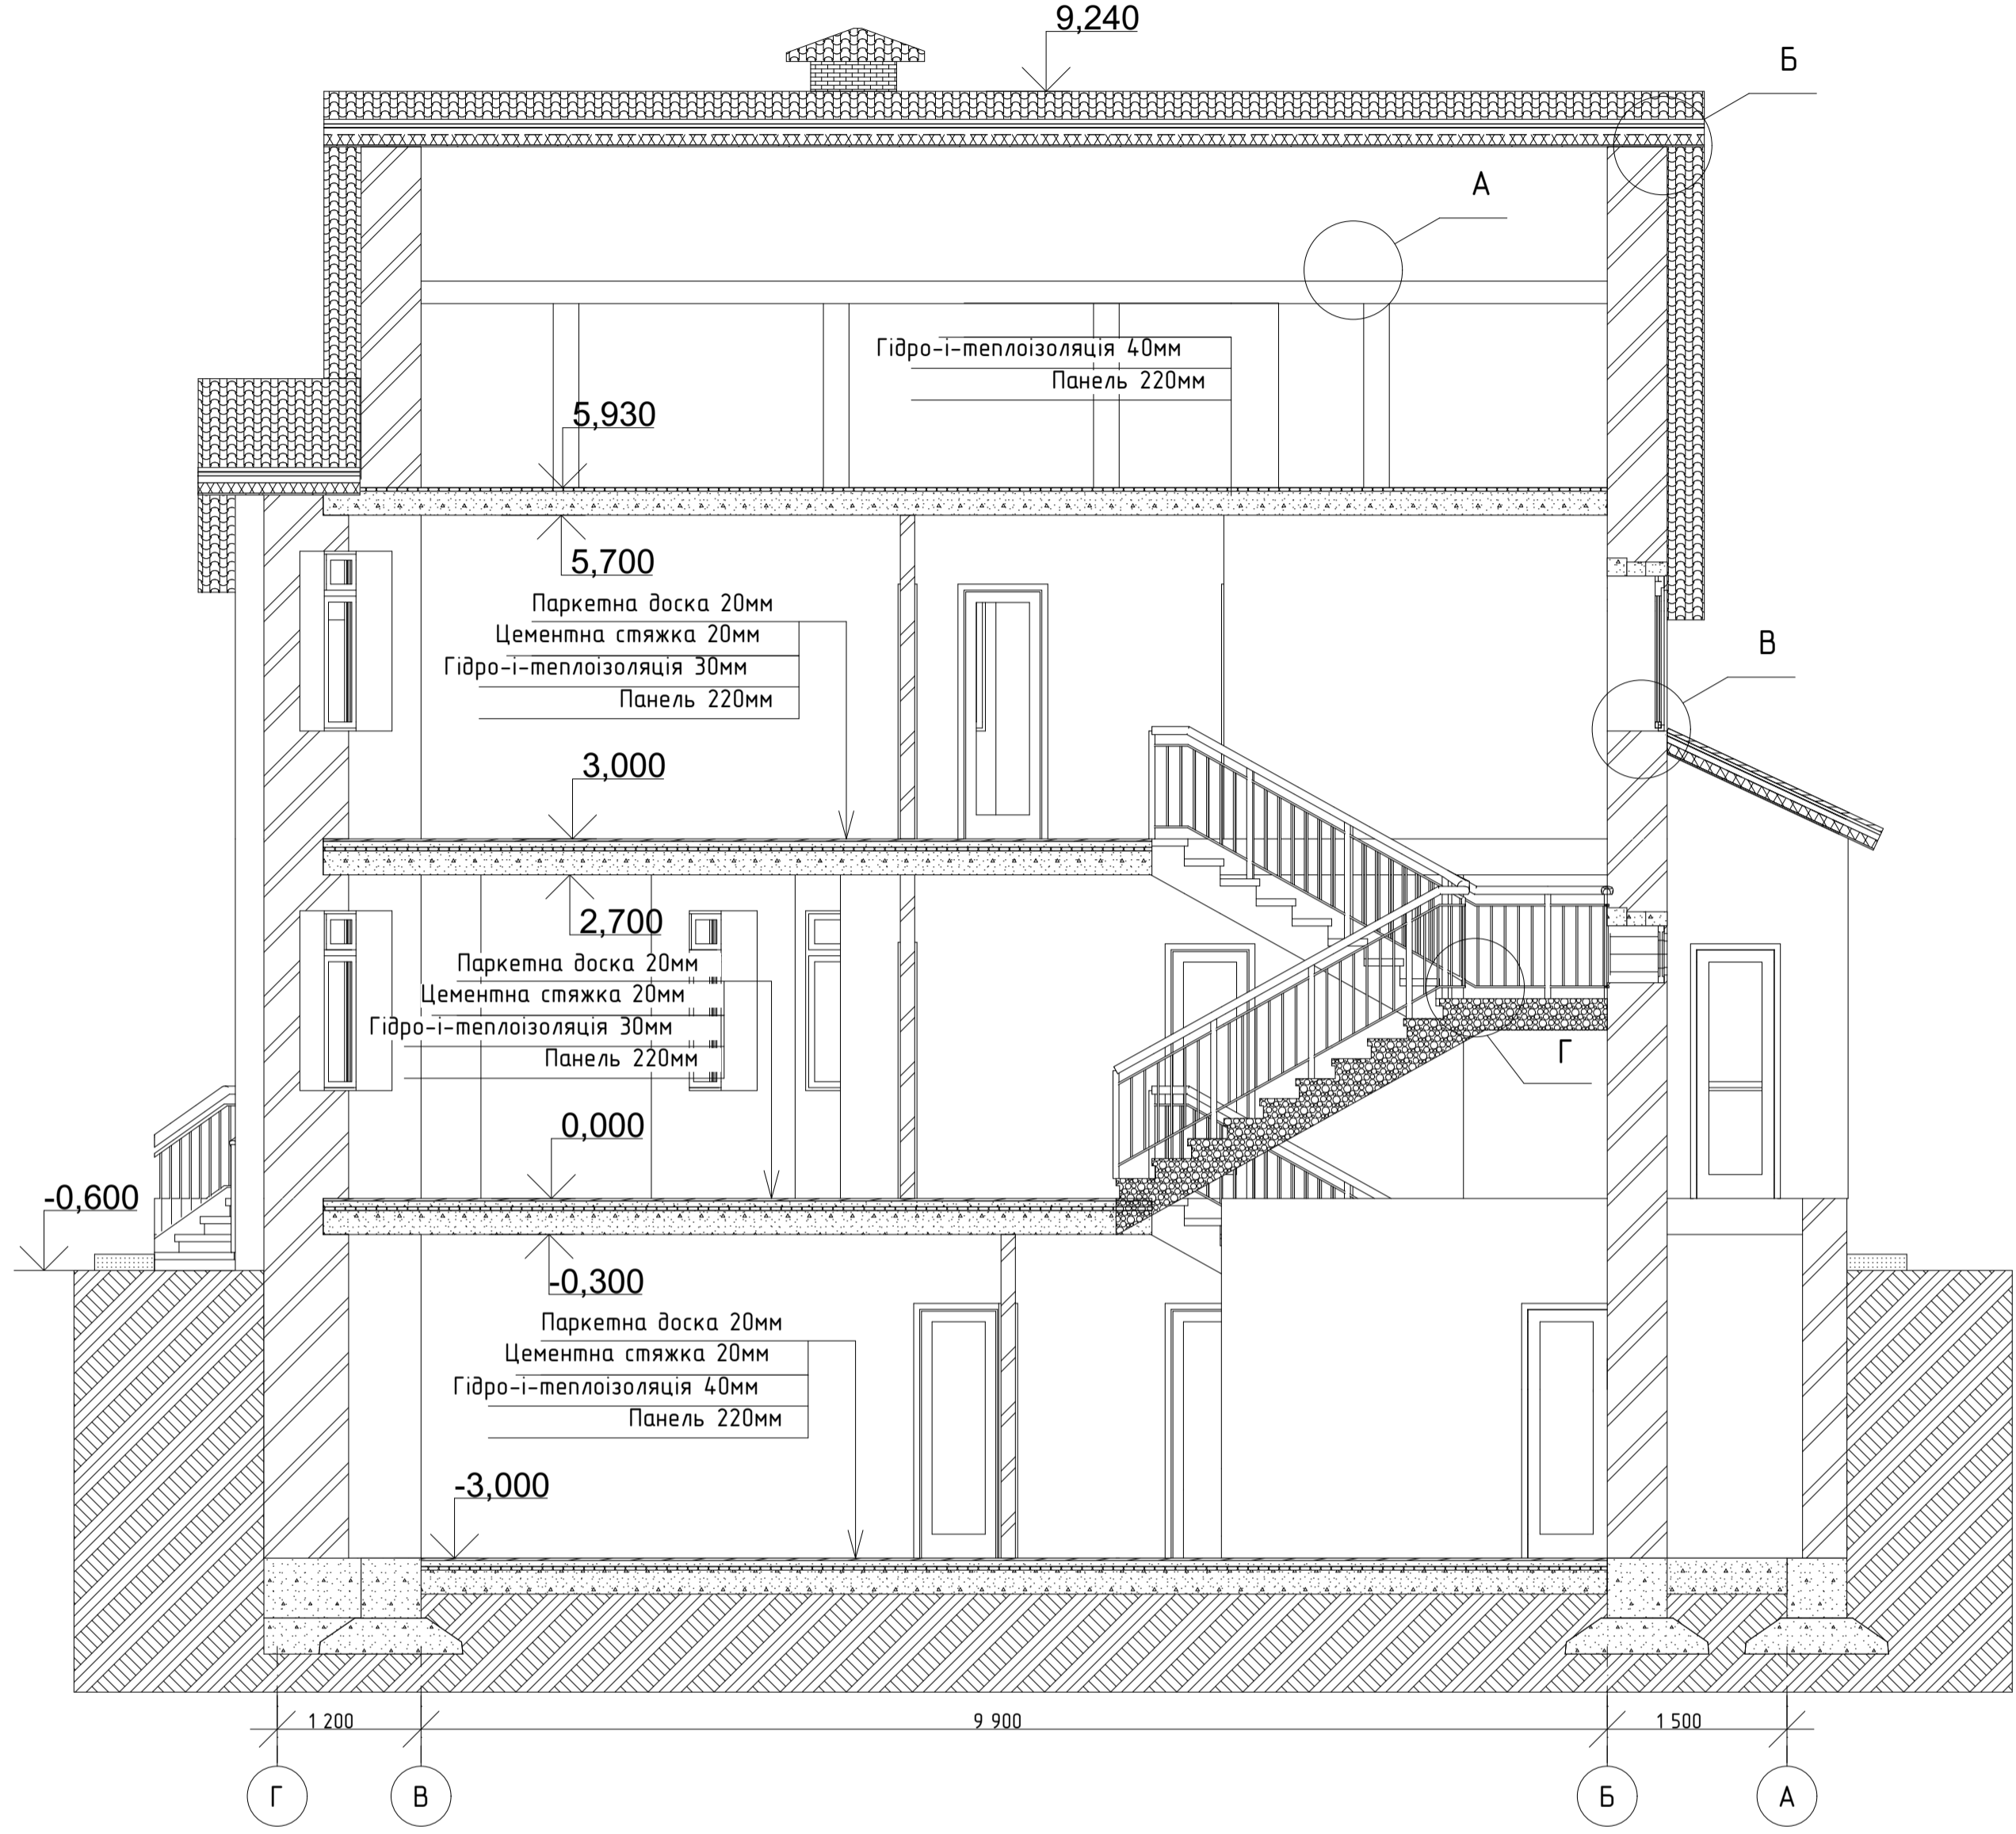 9,240
Б
А
Гідро-і-теплоізоляція 40мм
Панель 220мм
5,930
5,700
Паркетна доска 20мм
Цементна стяжка 20мм
Гідро-і-теплоізоляція 30мм
Панель 220мм
В
3,000
2,700
Паркетна доска 20мм
Цементна стяжка 20мм
Гідро-і-теплоізоляція 30мм
Панель 220мм
Г
0,000
-0,600
-0,300
Паркетна доска 20мм
Цементна стяжка 20мм
Гідро-і-теплоізоляція 40мм
Панель 220мм
-3,000
1 200
9 900
1 500
Г
В
Б
А